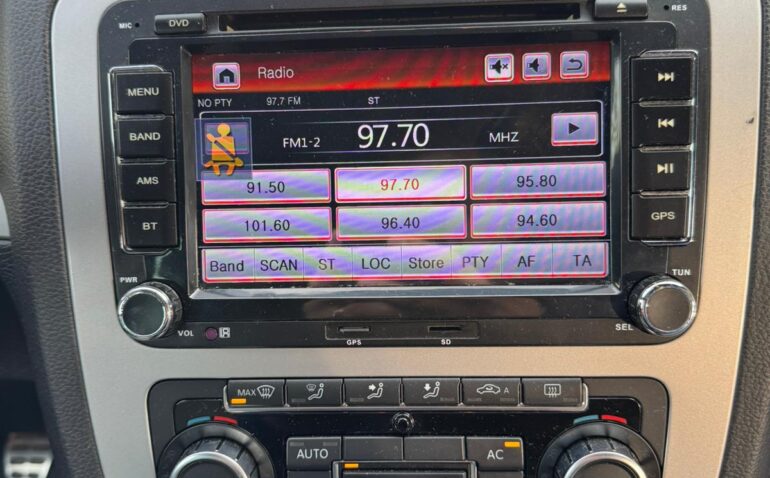 MIC DVD RES
MENU
BAND
AMS
BT
Radio
NO PTY 97.7 FM ST
FM1-2 97.70 MHZ
91.50 97.70 95.80
101.60 96.40 94.60
Band SCAN ST LOC Store PTY AF TA
GPS
PWR TUN
VOL IR SEL
GPS SD
MAX A
AUTO AC